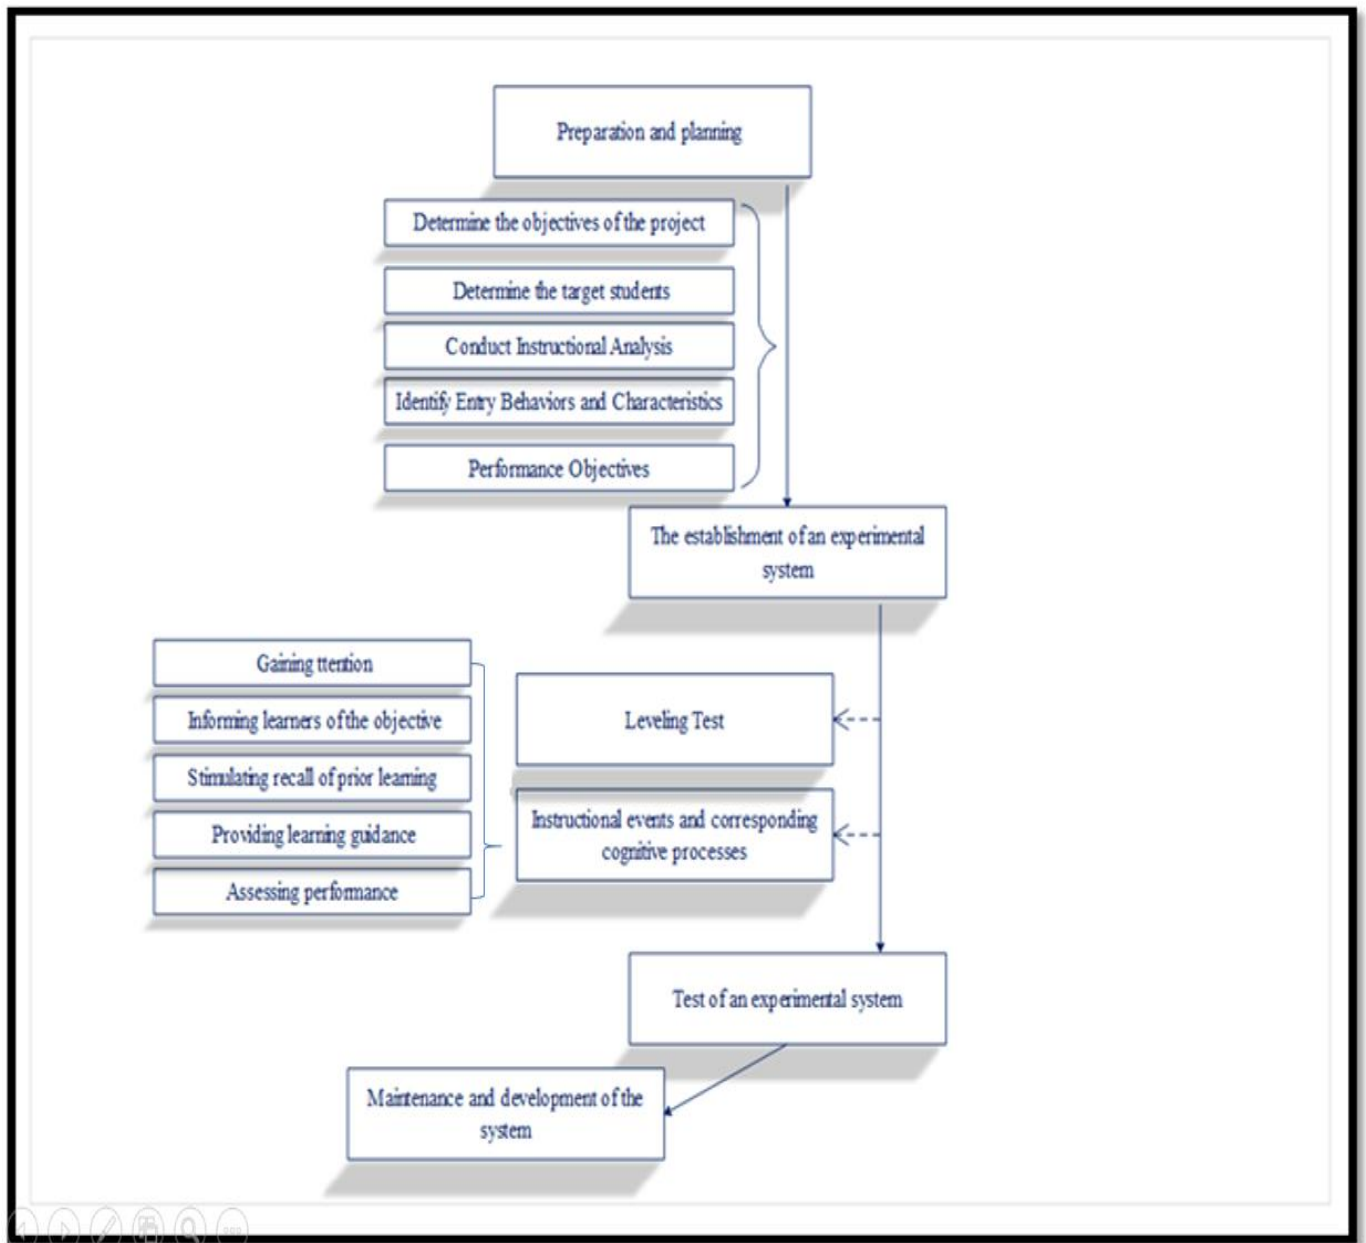 Preparation and planning
Determine the objectives of the project
Determine the target students
Conduct Instructional Analysis
Identify Entry Behaviors and Characteristics
Performance Objectives
The establishment of an experimental
system
Gaining ttention
Informing learners of the objective
Stimulating recall of prior learning
Providing learning guidance
Assessing performance
Leveling Test
Instructional events and corresponding
cognitive processes
Test of an experimental system
Maintenance and development of the
system